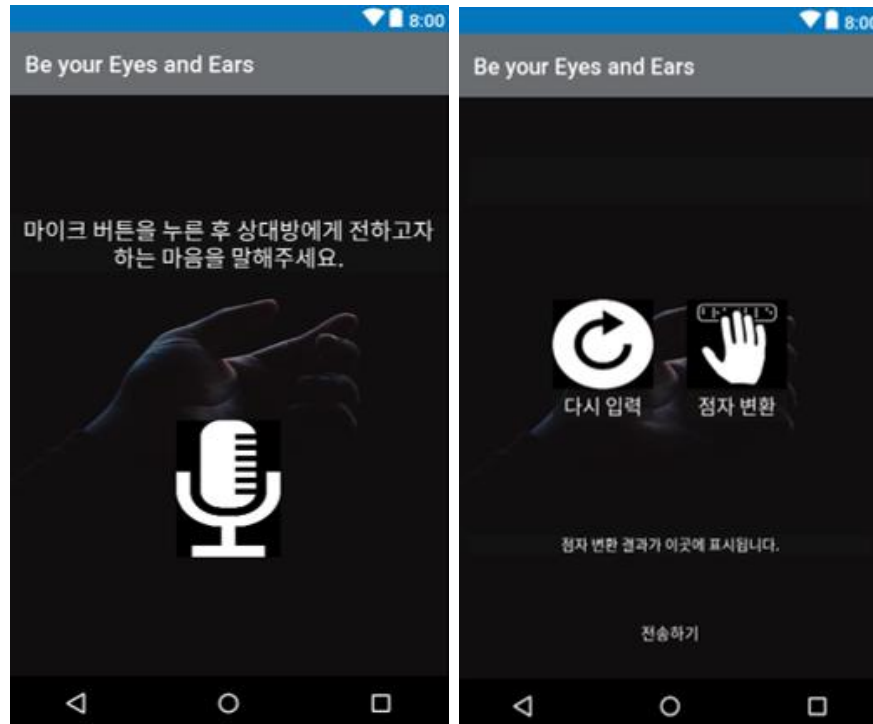 8:00
Be your Eyes and Ears
마이크 버튼을 누른 후 상대방에게 전하고자
하는 마음을 말해주세요.
8:00
Be your Eyes and Ears
다시 입력
점자 변환
점자 변환 결과가 이곳에 표시됩니다.
전송하기